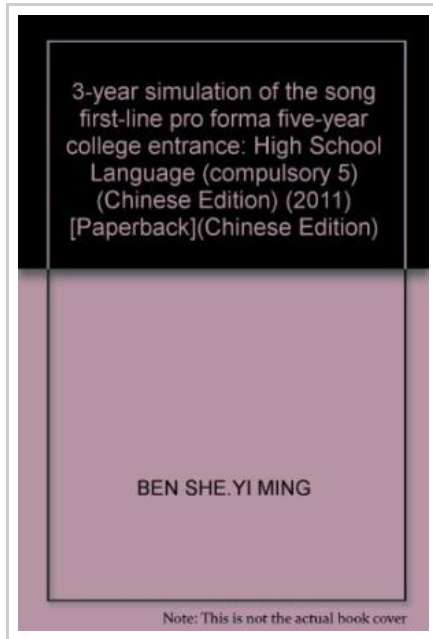 3-year simulation of the song
first-line pro forma five-year
college entrance: High School
Language (compulsory 5)
(Chinese Edition) (2011)
[Paperback](Chinese Edition)
BEN SHE.YI MING
Note: This is not the actual book cover